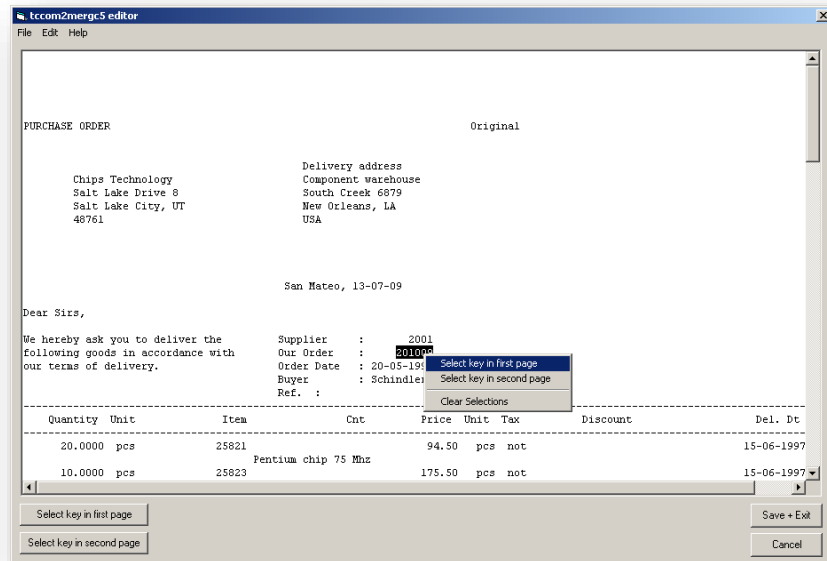 tccom2mergc5 editor
File Edit Help
PURCHASE ORDER Original
Delivery address
Chips Technology Component warehouse
Salt Lake Drive 8 South Creek 6879
Salt Lake City, UT New Orleans, LA
48761 USA
San Mateo, 13-07-09
Dear Sirs,
We hereby ask you to deliver the Supplier : 2001
following goods in accordance with Our Order :
our terms of delivery. Order Date : 20-05-199
Buyer : Schindler
Ref. :
Select key in first page
Select key in second page
Clear Selections
Quantity Unit Item Cnt Price Unit Tax Discount Del. Dt
20.0000 pcs 25821 94.50 pcs not 15-06-1997
Pentium chip 75 Mhz
10.0000 pcs 25823 175.50 pcs not 15-06-1997
Select key in first page Save + Exit
Select key in second page Cancel